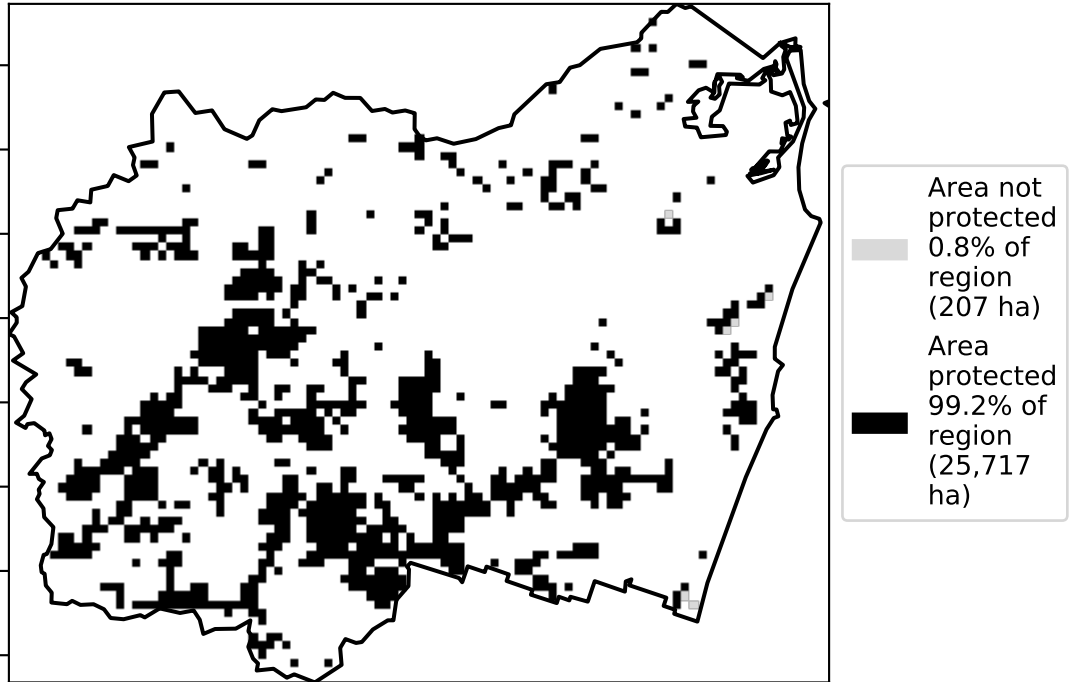 Area not
protected
0.8% of
region
(207 ha)
Area
protected
99.2% of
region
(25,717
ha)